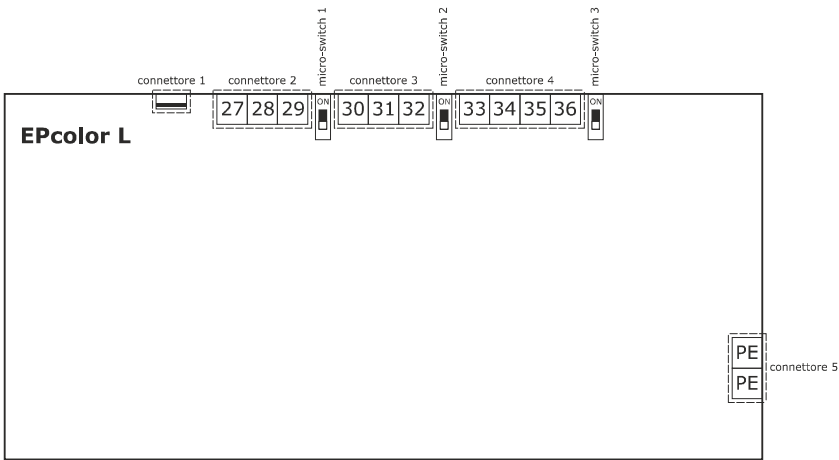 micro-switch 1
micro-switch 2
micro-switch 3
connettore 1
connettore 2
connettore 3
connettore 4
27 28 29
ON
30 31 32
ON
33 34 35 36
ON
EPcolor L
PE
connettore 5
PE